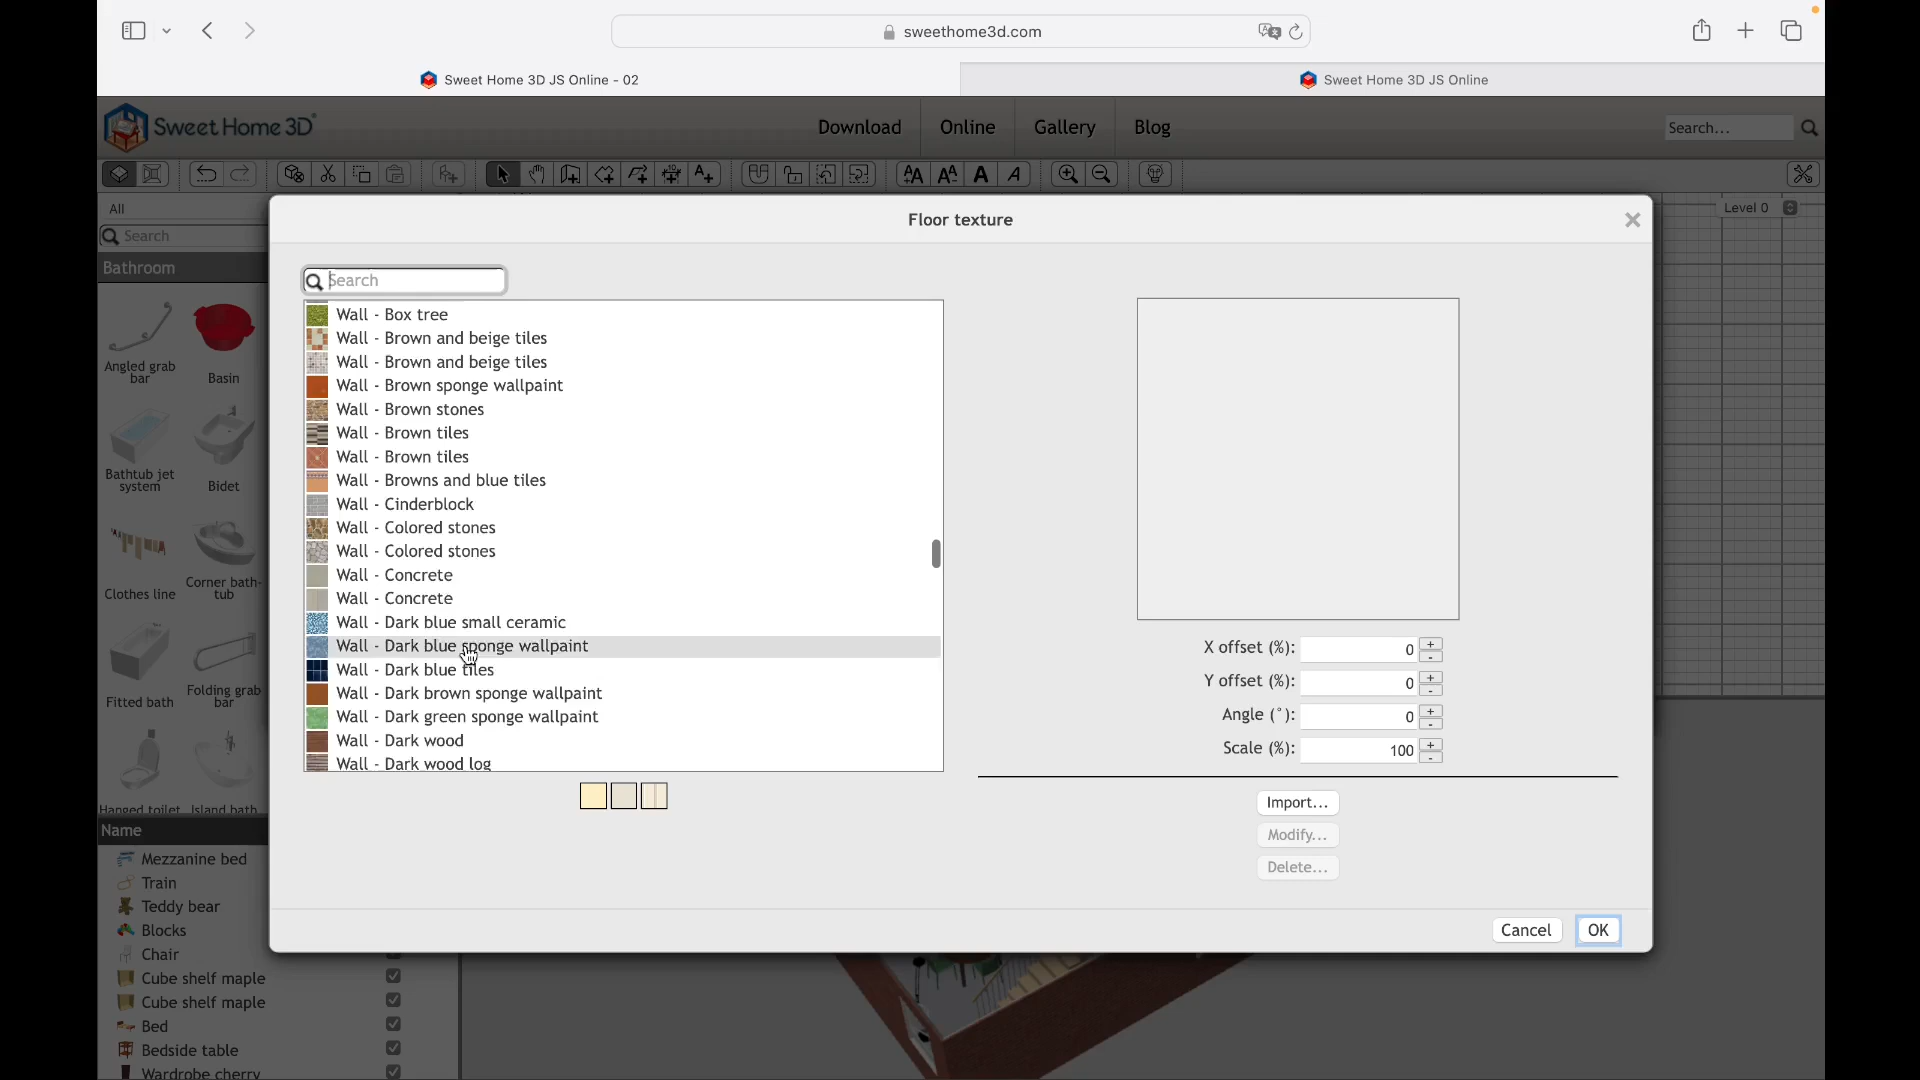 sweethome3d.com
Sweet Home 3D JS Online - 02
Sweet Home 3D JS Online
Sweet Home 3D
Download
Online
Gallery
Blog
Search...
All
Search
Bathroom
Angled grab
bar
Basin
Bathtub jet
system
Bidet
Clothes line
Corner bath-
tub
Fitted bath
Folding grab
bar
Hanged toilet
Island bath
Name
Mezzanine bed
Train
Teddy bear
Blocks
Chair
Cube shelf maple
Cube shelf maple
Bed
Bedside table
Wardrobe cherry
Level 0
Floor texture
Search
Wall - Box tree
Wall - Brown and beige tiles
Wall - Brown and beige tiles
Wall - Brown sponge wallpaint
Wall - Brown stones
Wall - Brown tiles
Wall - Brown tiles
Wall - Browns and blue tiles
Wall - Cinderblock
Wall - Colored stones
Wall - Colored stones
Wall - Concrete
Wall - Concrete
Wall - Dark blue small ceramic
Wall - Dark blue sponge wallpaint
Wall - Dark blue tiles
Wall - Dark brown sponge wallpaint
Wall - Dark green sponge wallpaint
Wall - Dark wood
Wall - Dark wood log
X offset (%): 0
Y offset (%): 0
Angle (°): 0
Scale (%): 100
Import...
Modify...
Delete...
Cancel
OK